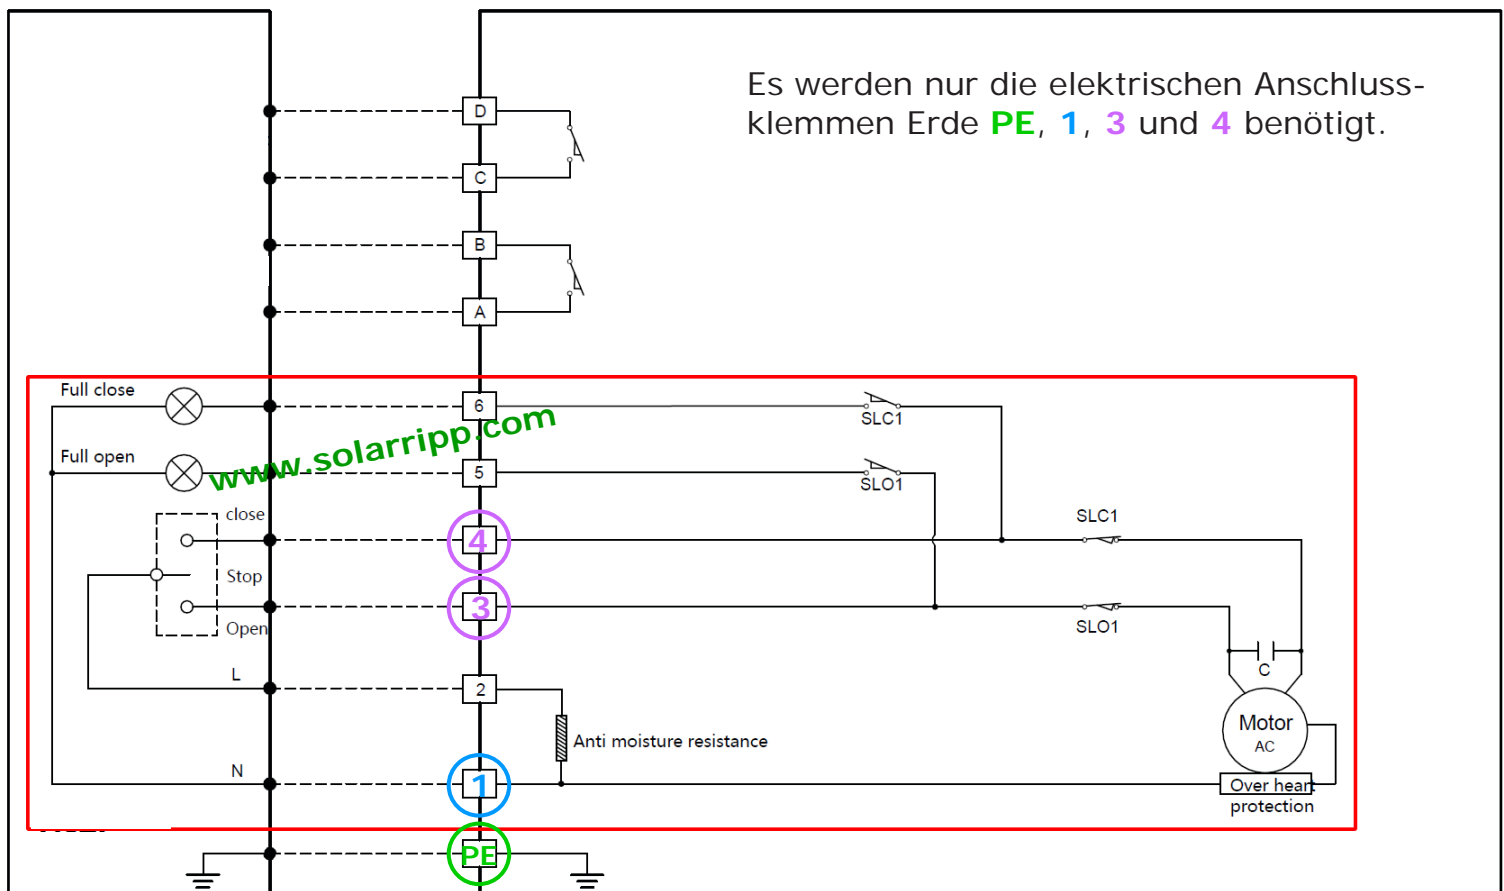 Es werden nur die elektrischen Anschluss-
klemmen Erde PE, 1, 3 und 4 benötigt.
D
C
B
A
Full close
6
SLC1
www.solarripp.com
Full open
5
SLO1
close
4
SLC1
Stop
3
Open
SLO1
L
2
C
Motor
AC
Anti moisture resistance
N
1
Over heart
protection
PE